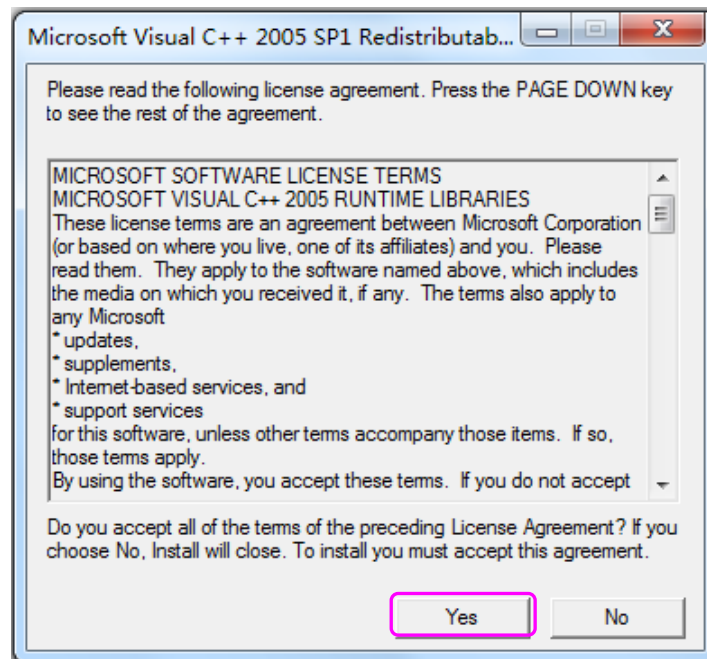 Microsoft Visual C++ 2005 SP1 Redistributab...
Please read the following license agreement. Press the PAGE DOWN key
to see the rest of the agreement.
MICROSOFT SOFTWARE LICENSE TERMS
MICROSOFT VISUAL C++ 2005 RUNTIME LIBRARIES
These license terms are an agreement between Microsoft Corporation
(or based on where you live, one of its affiliates) and you.  Please
read them.  They apply to the software named above, which includes
the media on which you received it, if any.  The terms also apply to
any Microsoft
* updates,
* supplements,
* Internet-based services, and
* support services
for this software, unless other terms accompany those items.  If so,
those terms apply.
By using the software, you accept these terms.  If you do not accept
Do you accept all of the terms of the preceding License Agreement? If you
choose No, Install will close. To install you must accept this agreement.
Yes
No